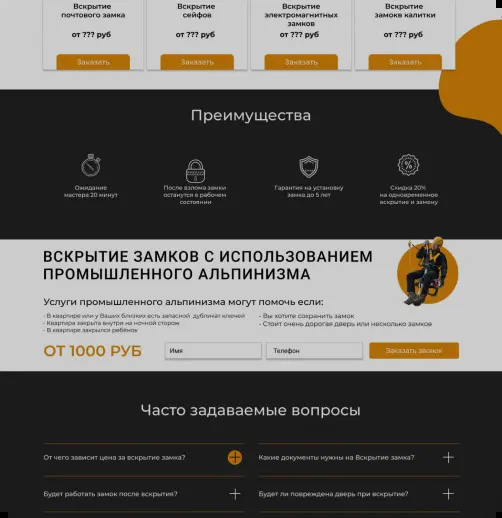 Вскрытие
почтового замка
от ??? руб
Заказать
Вскрытие
сейфов
от ??? руб
Заказать
Вскрытие
электромагнитных
замков
от ??? руб
Заказать
Вскрытие
замков калитки
от ??? руб
Заказать
Преимущества
Ожидание
мастера 20 минут
После взлома замки
останутся в рабочем
состоянии
Гарантия на установку
замка до 5 лет
Скидка 20%
на одновременное
вскрытие и замену
ВСКРЫТИЕ ЗАМКОВ С ИСПОЛЬЗОВАНИЕМ
ПРОМЫШЛЕННОГО АЛЬПИНИЗМА
Услуги промышленного альпинизма могут помочь если:
- В квартире или у Ваших близких есть запасной дубликат ключей
- Квартира закрыта внутри на ночной сторож
- В квартире закрылся ребёнок
- Вы хотите сохранить замок
- Стоит очень дорогая дверь или несколько замков
ОТ 1000 РУБ
Имя
Телефон
Заказать звонок
Часто задаваемые вопросы
От чего зависит цена за вскрытие замка?
Какие документы нужны на Вскрытие замка?
Будет работать замок после вскрытия?
Будет ли повреждена дверь при вскрытие?